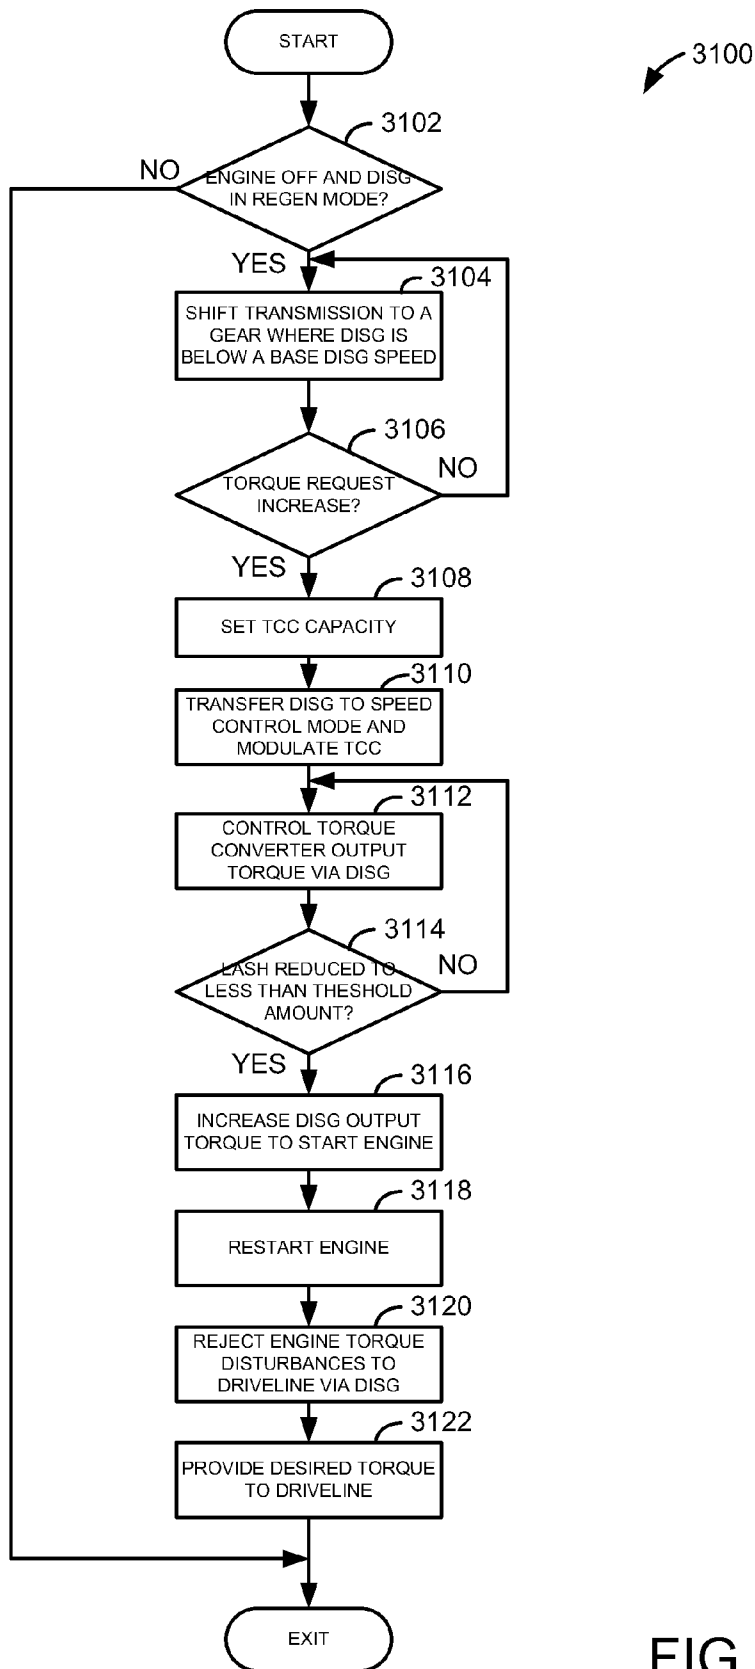 START
3100
3102
NO
ENGINE OFF AND DISG
IN REGEN MODE?
YES
3104
SHIFT TRANSMISSION TO A
GEAR WHERE DISG IS
BELOW A BASE DISG SPEED
3106
NO
TORQUE REQUEST
INCREASE?
YES
3108
SET TCC CAPACITY
3110
TRANSFER DISG TO SPEED
CONTROL MODE AND
MODULATE TCC
3112
CONTROL TORQUE
CONVERTER OUTPUT
TORQUE VIA DISG
3114
NO
LASH REDUCED TO
LESS THAN THESHOLD
AMOUNT?
YES
3116
INCREASE DISG OUTPUT
TORQUE TO START ENGINE
3118
RESTART ENGINE
3120
REJECT ENGINE TORQUE
DISTURBANCES TO
DRIVELINE VIA DISG
3122
PROVIDE DESIRED TORQUE
TO DRIVELINE
EXIT
FIG